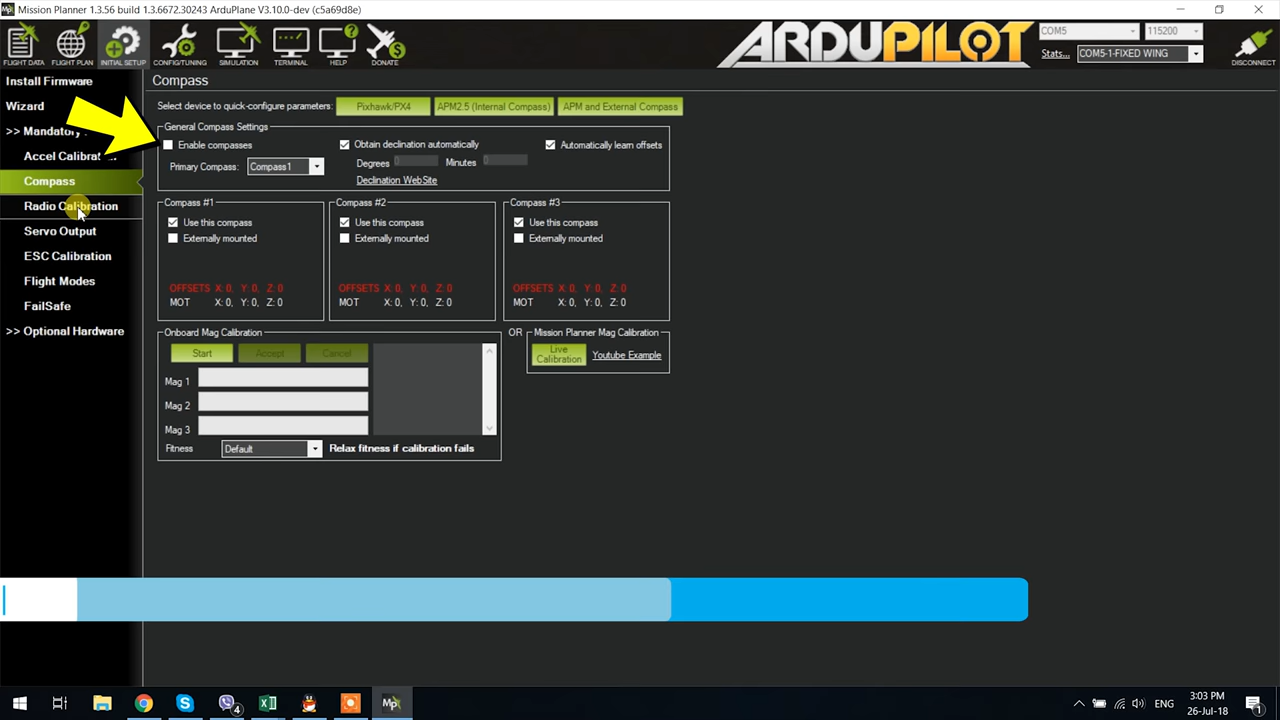 Mission Planner 1.3.56 build 1.3.6672.30243 ArduPlane V3.10.0-dev (c5a69d8e)
FLIGHT DATA FLIGHT PLAN INITIAL SETUP CONFIG/TUNING SIMULATION TERMINAL HELP DONATE
ARDUPILOT
COM5 115200
Stats... COM5-1-FIXED WING
DISCONNECT
Install Firmware
Wizard
>> Mandatory
Accel Calibrat
Compass
Radio Calibration
Servo Output
ESC Calibration
Flight Modes
FailSafe
>> Optional Hardware
Compass
Select device to quick-configure parameters: Pixhawk/PX4 APM2.5 (Internal Compass) APM and External Compass
General Compass Settings
Enable compasses Obtain declination automatically Automatically learn offsets
Primary Compass: Compass1 Degrees 0 Minutes 0
Declination WebSite
Compass #1 Compass #2 Compass #3
Use this compass Use this compass Use this compass
Externally mounted Externally mounted Externally mounted
OFFSETS X: 0, Y: 0, Z: 0 OFFSETS X: 0, Y: 0, Z: 0 OFFSETS X: 0, Y: 0, Z: 0
MOT X: 0, Y: 0, Z: 0 MOT X: 0, Y: 0, Z: 0 MOT X: 0, Y: 0, Z: 0
Onboard Mag Calibration OR Mission Planner Mag Calibration
Start Accept Cancel
Live Calibration Youtube Example
Mag 1
Mag 2
Mag 3
Fitness Default Relax fitness if calibration fails
4
Mp
ENG
3:03 PM
26-Jul-18
1